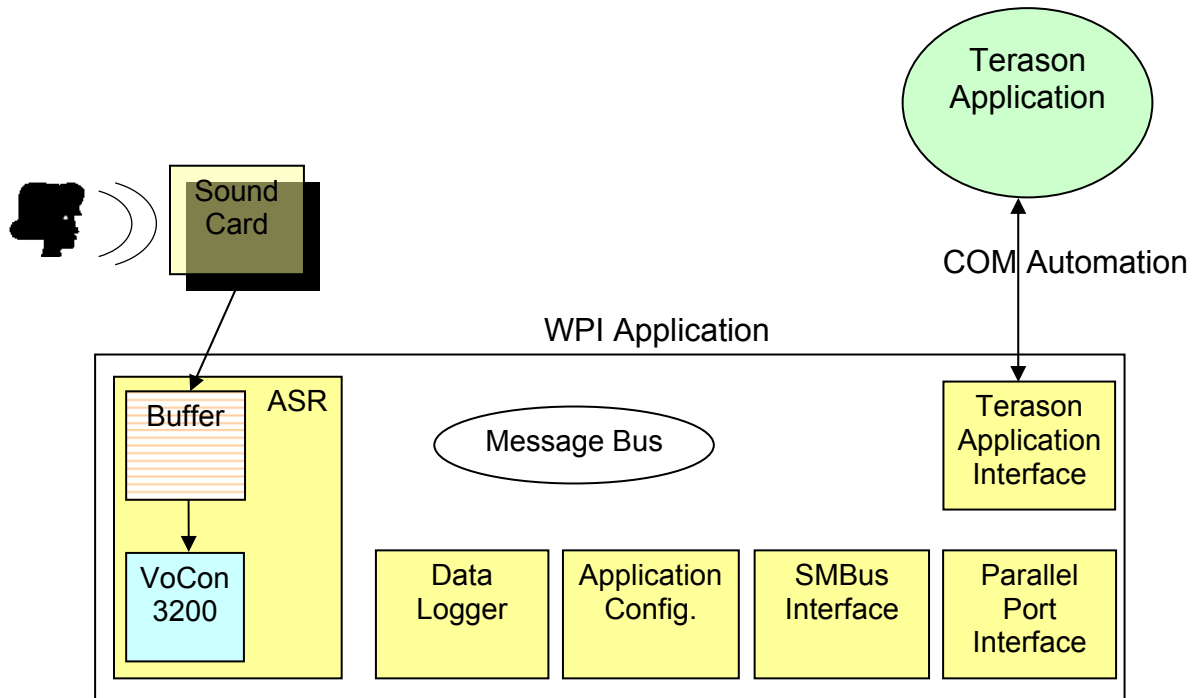 Terason
Application
Sound
Card
COM Automation
WPI Application
ASR
Buffer
Message Bus
Terason
Application
Interface
VoCon
3200
Data
Logger
Application
Config.
SMBus
Interface
Parallel
Port
Interface